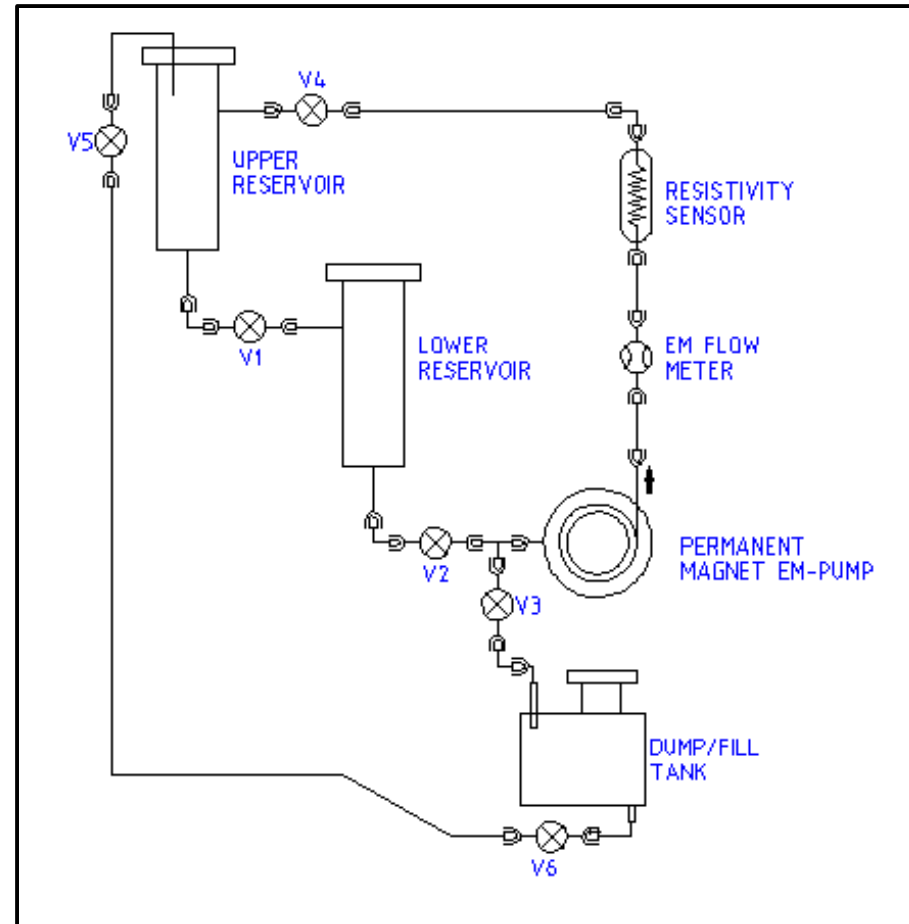 V4
V5
UPPER
RESERVOIR
RESISTIVITY
SENSOR
V1
LOWER
RESERVOIR
EM FLOW
METER
V2
PERMANENT
MAGNET EM-PUMP
V3
DUMP/FILL
TANK
V6